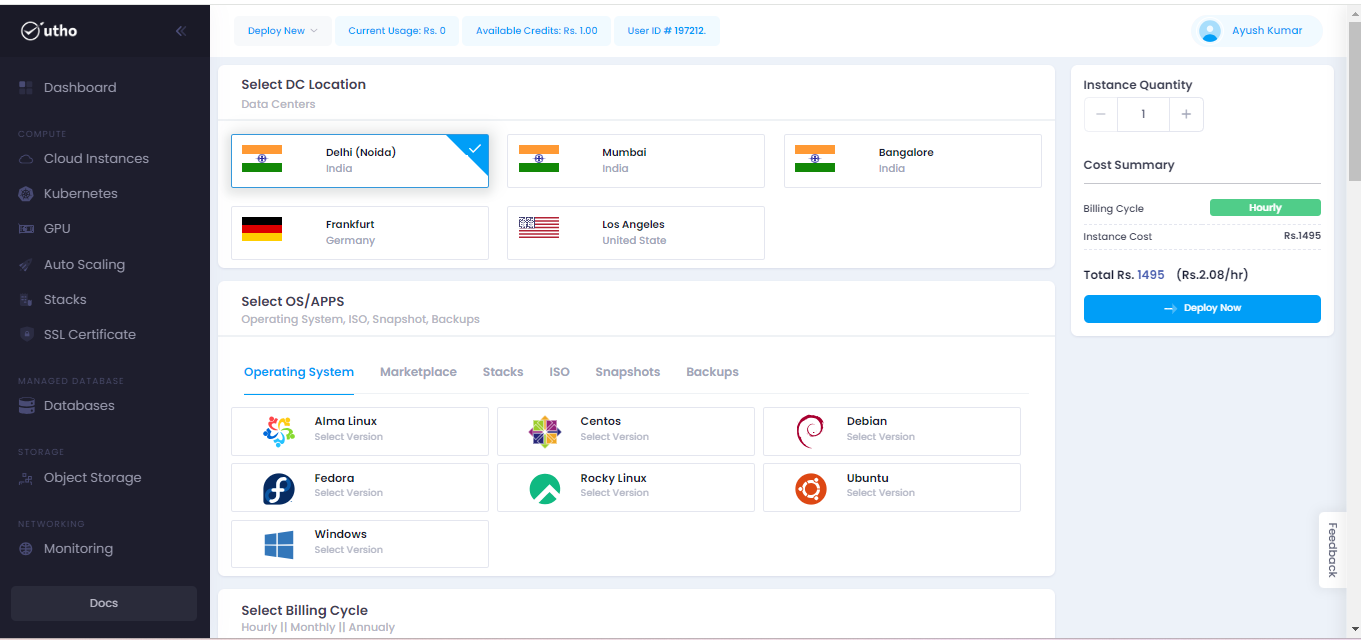 utho
Dashboard
COMPUTE
Cloud Instances
Kubernetes
GPU
Auto Scaling
Stacks
SSL Certificate
MANAGED DATABASE
Databases
STORAGE
Object Storage
NETWORKING
Monitoring
Docs
Deploy New
Current Usage: Rs. 0
Available Credits: Rs. 1.00
User ID # 197212.
Ayush Kumar
Select DC Location
Data Centers
Delhi (Noida)
India
Mumbai
India
Bangalore
India
Frankfurt
Germany
Los Angeles
United State
Select OS/APPS
Operating System, ISO, Snapshot, Backups
Operating System Marketplace Stacks ISO Snapshots Backups
Alma Linux
Select Version
Centos
Select Version
Debian
Select Version
Fedora
Select Version
Rocky Linux
Select Version
Ubuntu
Select Version
Windows
Select Version
Select Billing Cycle
Hourly || Monthly || Annualy
Instance Quantity
1
Cost Summary
Billing Cycle Hourly
Instance Cost Rs.1495
Total Rs. 1495 (Rs.2.08/hr)
Deploy Now
Feedback